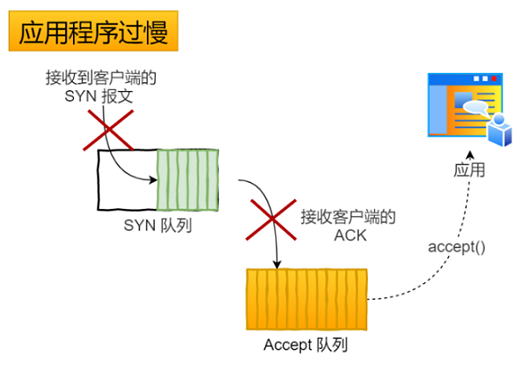 应用程序过慢
接收到客户端的
SYN 报文
SYN 队列
接收客户端的
ACK
Accept 队列
accept()
应用